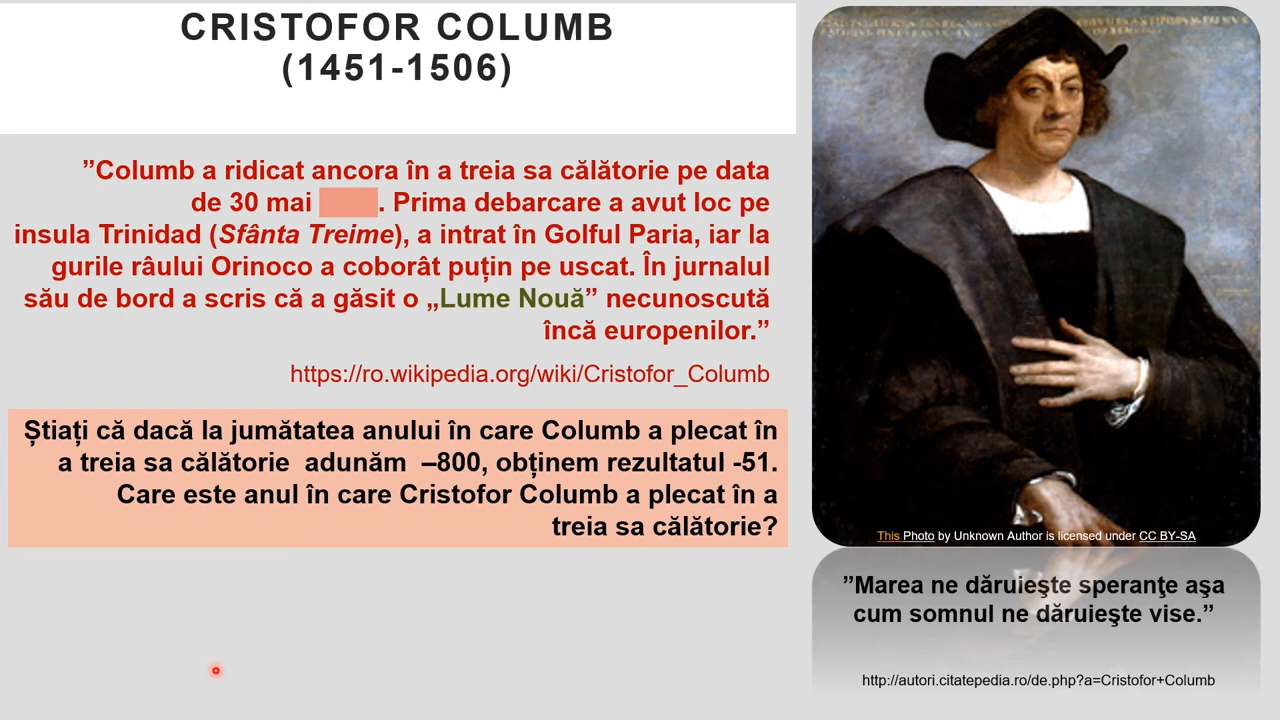 CRISTOFOR COLUMB
(1451-1506)
”Columb a ridicat ancora în a treia sa călătorie pe data
de 30 mai . Prima debarcare a avut loc pe
insula Trinidad (Sfânta Treime), a intrat în Golful Paria, iar la
gurile râului Orinoco a coborât puțin pe uscat. În jurnalul
său de bord a scris că a găsit o „Lume Nouă” necunoscută
încă europenilor.”
https://ro.wikipedia.org/wiki/Cristofor_Columb
Știați că dacă la jumătatea anului în care Columb a plecat în
a treia sa călătorie adunăm –800, obținem rezultatul -51.
Care este anul în care Cristofor Columb a plecat în a
treia sa călătorie?
This Photo by Unknown Author is licensed under CC BY-SA
”Marea ne dăruieşte speranţe aşa
cum somnul ne dăruieşte vise.”
http://autori.citatepedia.ro/de.php?a=Cristofor+Columb